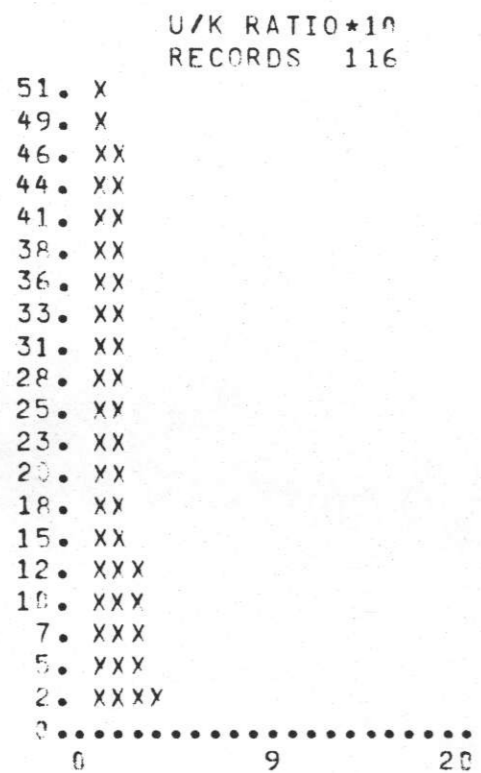 U/K RATIO*10
RECORDS 116
51. X
49. X
46. XX
44. XX
41. XX
38. XX
36. XX
33. XX
31. XX
28. XX
25. XX
23. XX
20. XX
18. XX
15. XX
12. XXX
10. XXX
7. XXX
5. XXX
2. XXXX
0......................
0 9 20